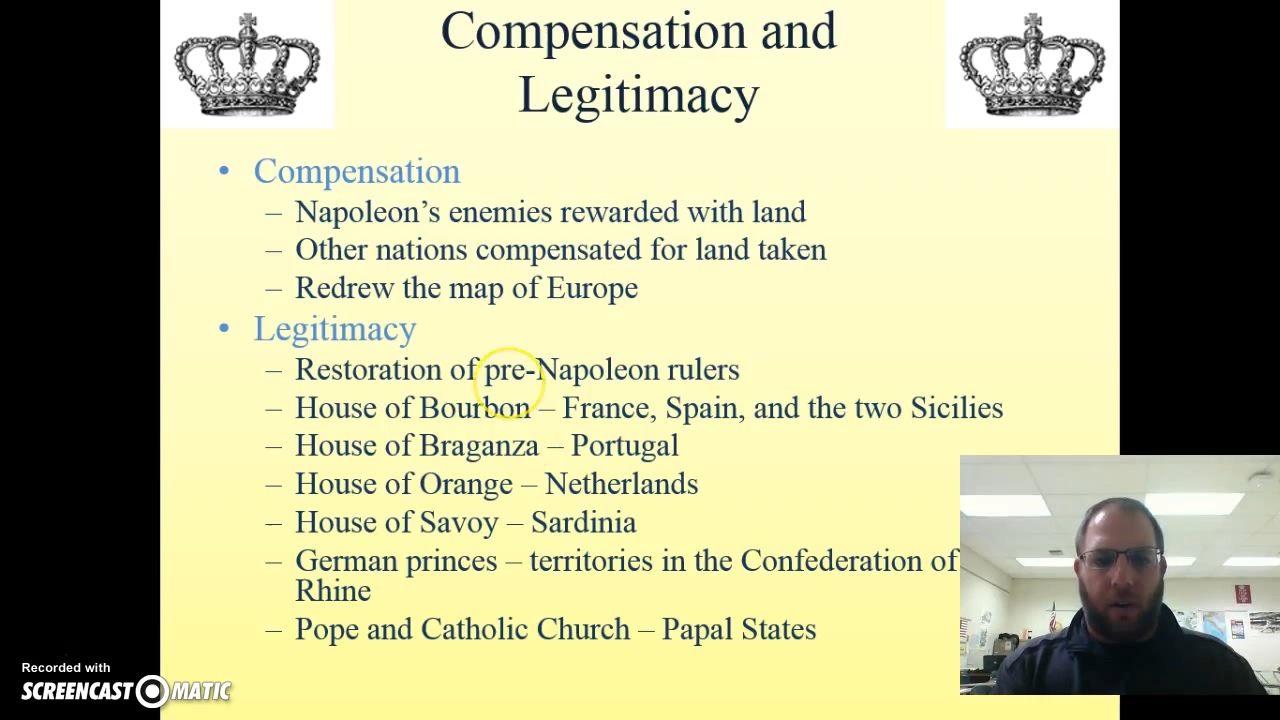 Compensation and
Legitimacy
• Compensation
– Napoleon’s enemies rewarded with land
– Other nations compensated for land taken
– Redrew the map of Europe
• Legitimacy
– Restoration of pre-Napoleon rulers
– House of Bourbon – France, Spain, and the two Sicilies
– House of Braganza – Portugal
– House of Orange – Netherlands
– House of Savoy – Sardinia
– German princes – territories in the Confederation of
Rhine
– Pope and Catholic Church – Papal States
Recorded with
SCREENCAST-O-MATIC